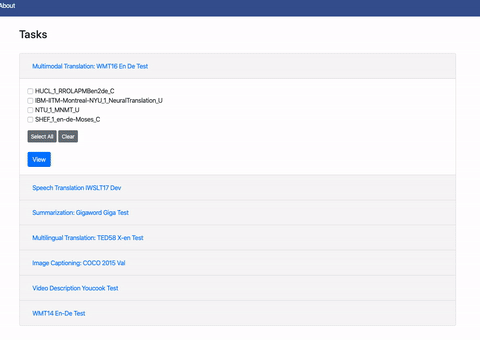 About
Tasks
Multimodal Translation: WMT16 En De Test
HUCL_1_RROLAPMBen2de_C
IBM-IITM-Montreal-NYU_1_NeuralTranslation_U
NTU_1_MNMT_U
SHEF_1_en-de-Moses_C
Select All Clear
View
Speech Translation IWSLT17 Dev
Summarization: Gigaword Giga Test
Multilingual Translation: TED58 X-en Test
Image Captioning: COCO 2015 Val
Video Description Youcook Test
WMT14 En-De Test